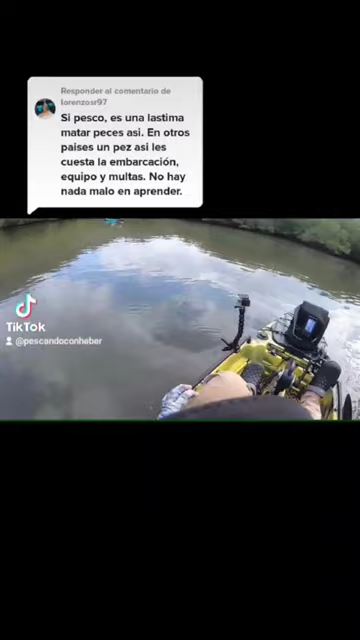 Responder al comentario de
lorenzosr97
Si pesco, es una lastima
matar peces asi. En otros
paises un pez asi les
cuesta la embarcación,
equipo y multas. No hay
nada malo en aprender.
TikTok
@pescandoconheber